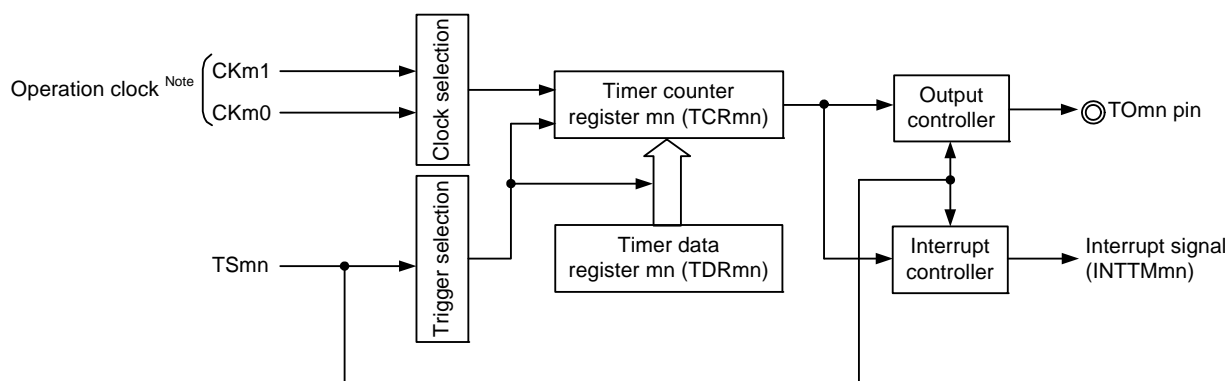 Operation clock Note
CKm1
CKm0
Clock selection
Timer counter
register mn (TCRmn)
Output
controller
TOmn pin
TSmn
Trigger selection
Timer data
register mn (TDRmn)
Interrupt
controller
Interrupt signal
(INTTMmn)